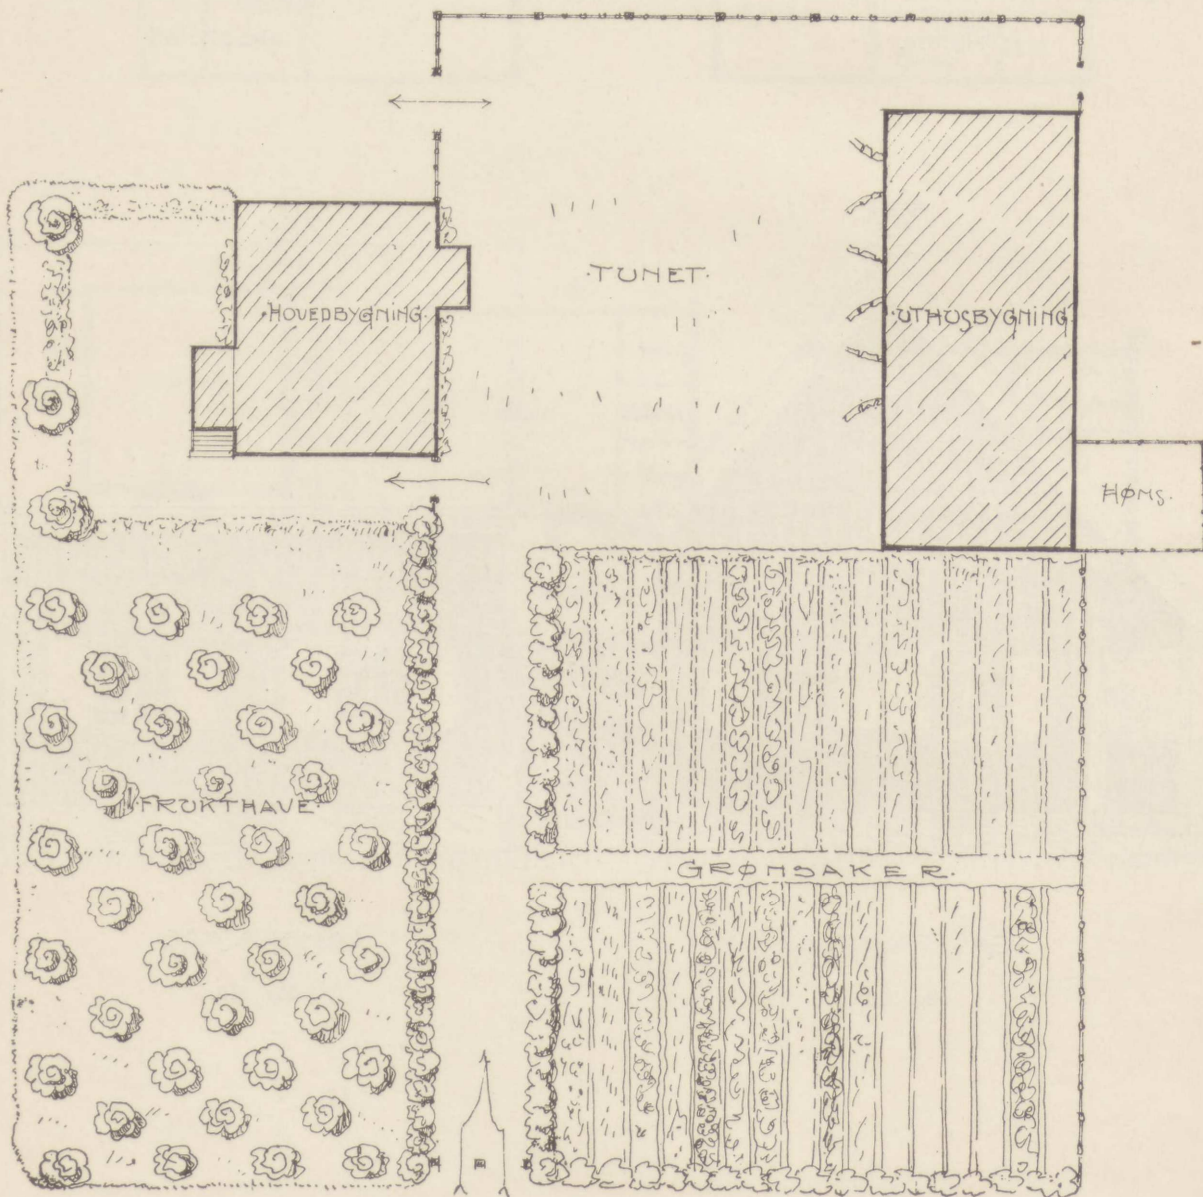 ·TUNET·
·HOVEDBYGNING·
·UTHUSBYGNING·
HØNS·
·FRUKTHAVE·
·GRØNSAKER·